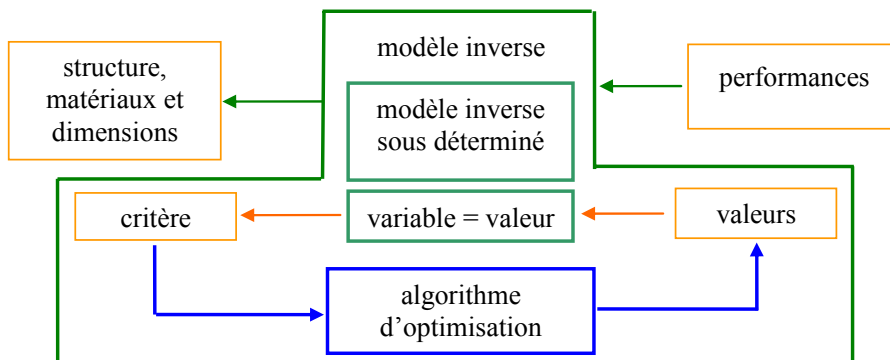 modèle inverse
structure,
matériaux et
dimensions
performances
modèle inverse
sous déterminé
critère
variable = valeur
valeurs
algorithme
d’optimisation